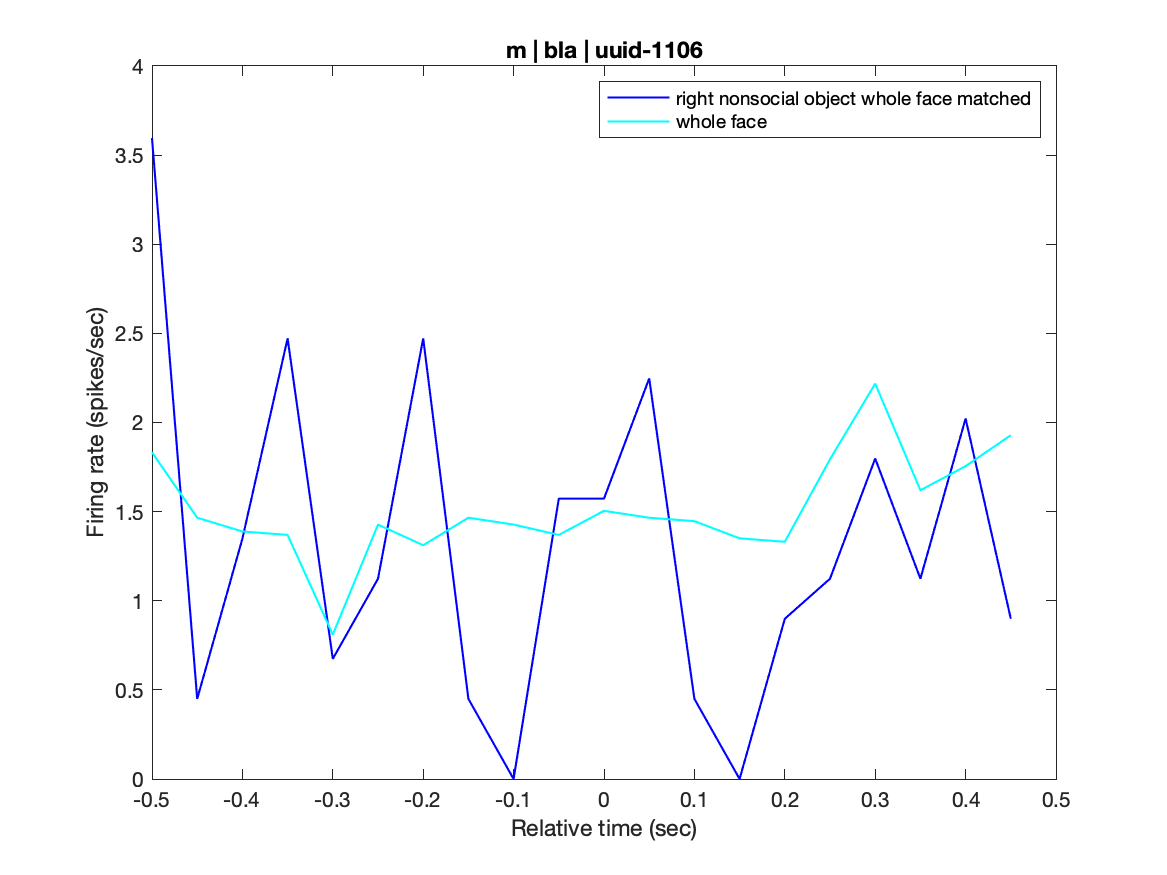 m | bla | uuid-1106
right nonsocial object whole face matched
whole face
Firing rate (spikes/sec)
4
3.5
3
2.5
2
1.5
1
0.5
0
-0.5 -0.4 -0.3 -0.2 -0.1 0 0.1 0.2 0.3 0.4 0.5
Relative time (sec)